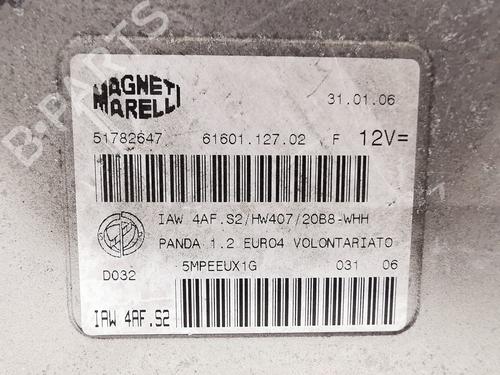 MAGNETI
MARELLI
31.01.06
51782647 61601.127.02 F 12V=
IAW 4AF.S2/HW407/20B8-WHH
PANDA 1.2 EURO4 VOLONTARIATO
D032 5MPEEUX1G 031 06
IAW 4AF.S2
B-PARTS